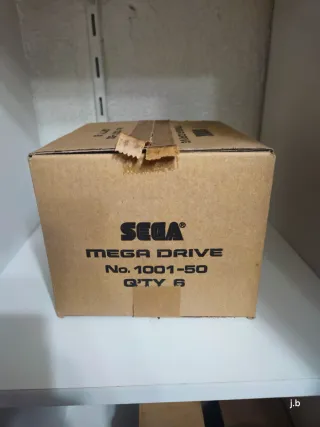 SEGA®
MEGA DRIVE
No. 1001-50
Q'TY 6
j.b